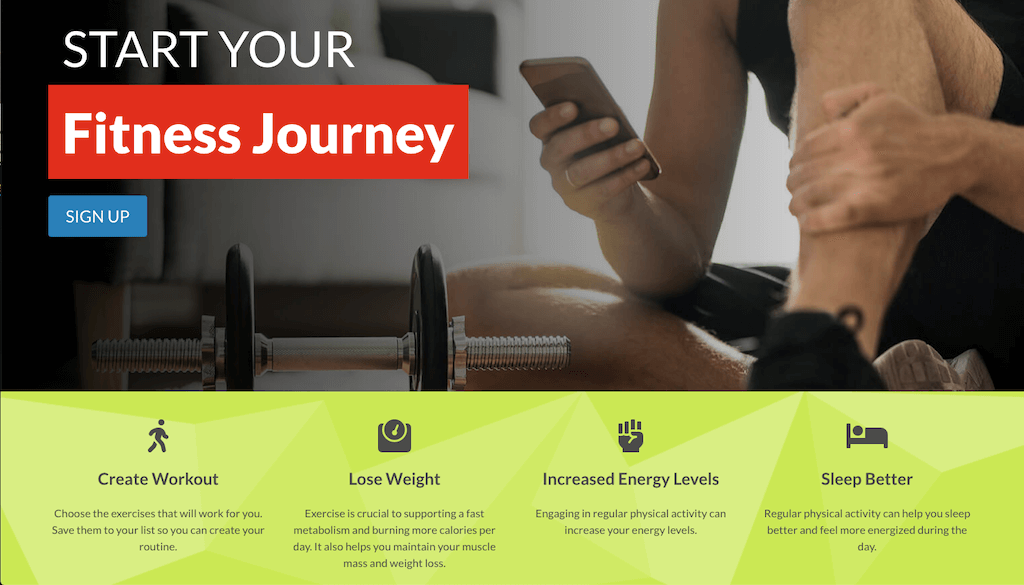 START YOUR
Fitness Journey
SIGN UP
Create Workout
Choose the exercises that will work for you.
Save them to your list so you can create your
routine.
Lose Weight
Exercise is crucial to supporting a fast
metabolism and burning more calories per
day. It also helps you maintain your muscle
mass and weight loss.
Increased Energy Levels
Engaging in regular physical activity can
increase your energy levels.
Sleep Better
Regular physical activity can help you sleep
better and feel more energized during the
day.